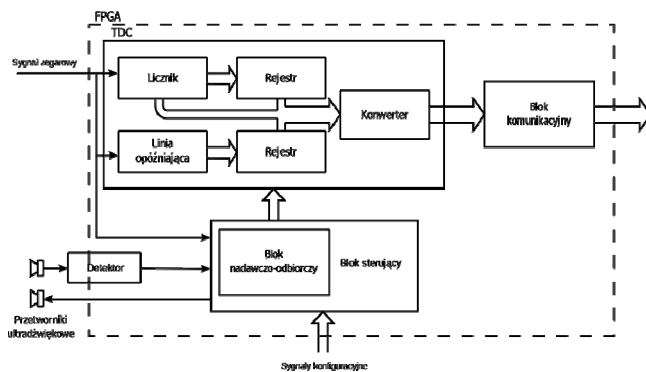 FPGA
TDC
Sygnał zegarowy
Licznik
Rejestr
Konwerter
Blok
komunikacyjny
Linia
opóźniająca
Rejestr
Blok
nadawczo-odbiorczy
Blok sterujący
Detektor
Przetworniki
ultradźwiękowe
Sygnały konfiguracyjne